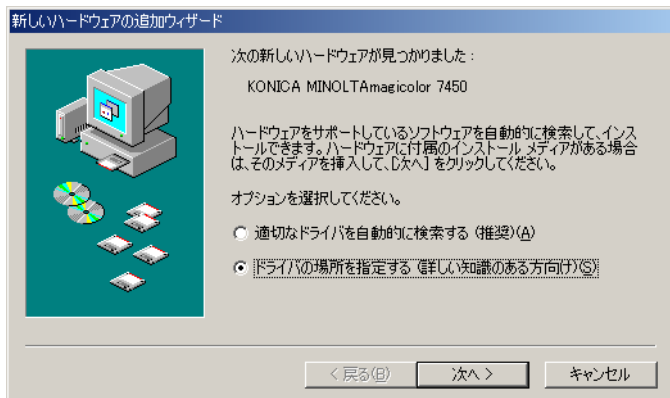 新しいハードウェアの追加ウィザード
次の新しいハードウェアが見つかりました：
KONICA MINOLTAmagicolor 7450
ハードウェアをサポートしているソフトウェアを自動的に検索して、インス
トールできます。ハードウェアに付属のインストール メディアがある場合
は、そのメディアを挿入して、[次へ] をクリックしてください。
オプションを選択してください。
適切なドライバを自動的に検索する (推奨)(A)
ドライバの場所を指定する (詳しい知識のある方向け)(S)
< 戻る(B)
次へ >
キャンセル